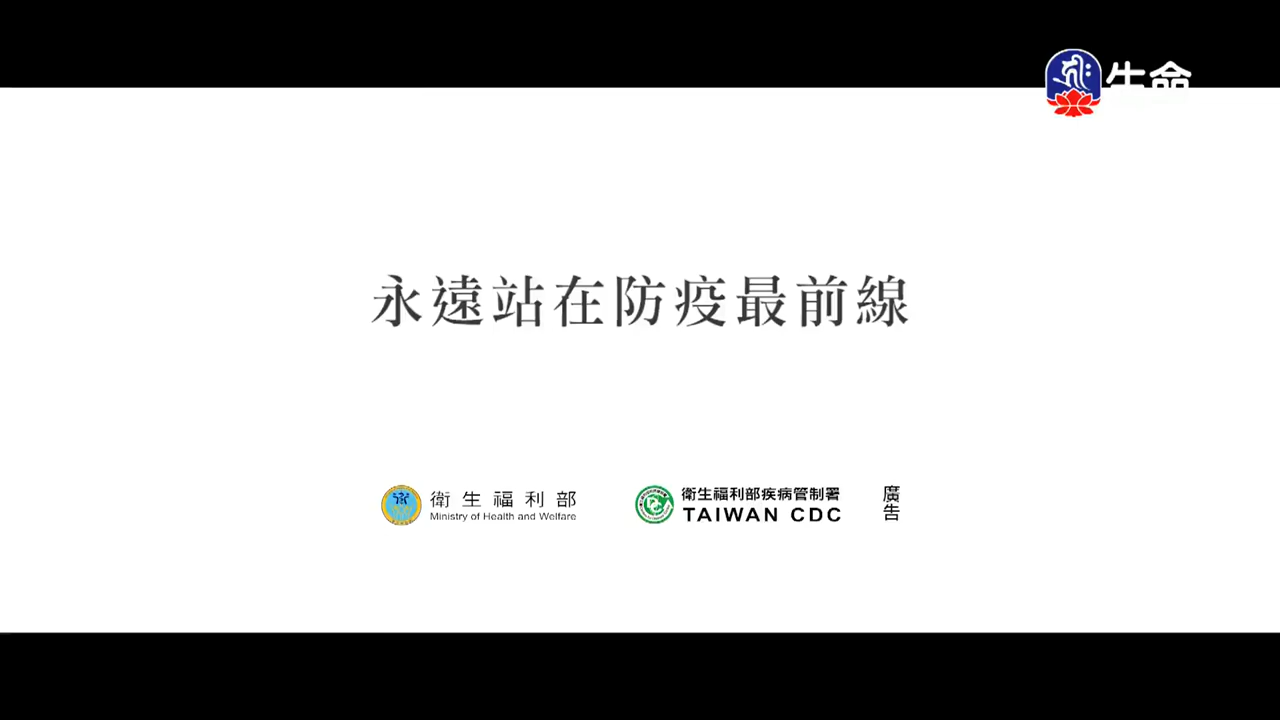 生命
永遠站在防疫最前線
衛生福利部
Ministry of Health and Welfare
衛生福利部疾病管制署
TAIWAN CDC
廣告